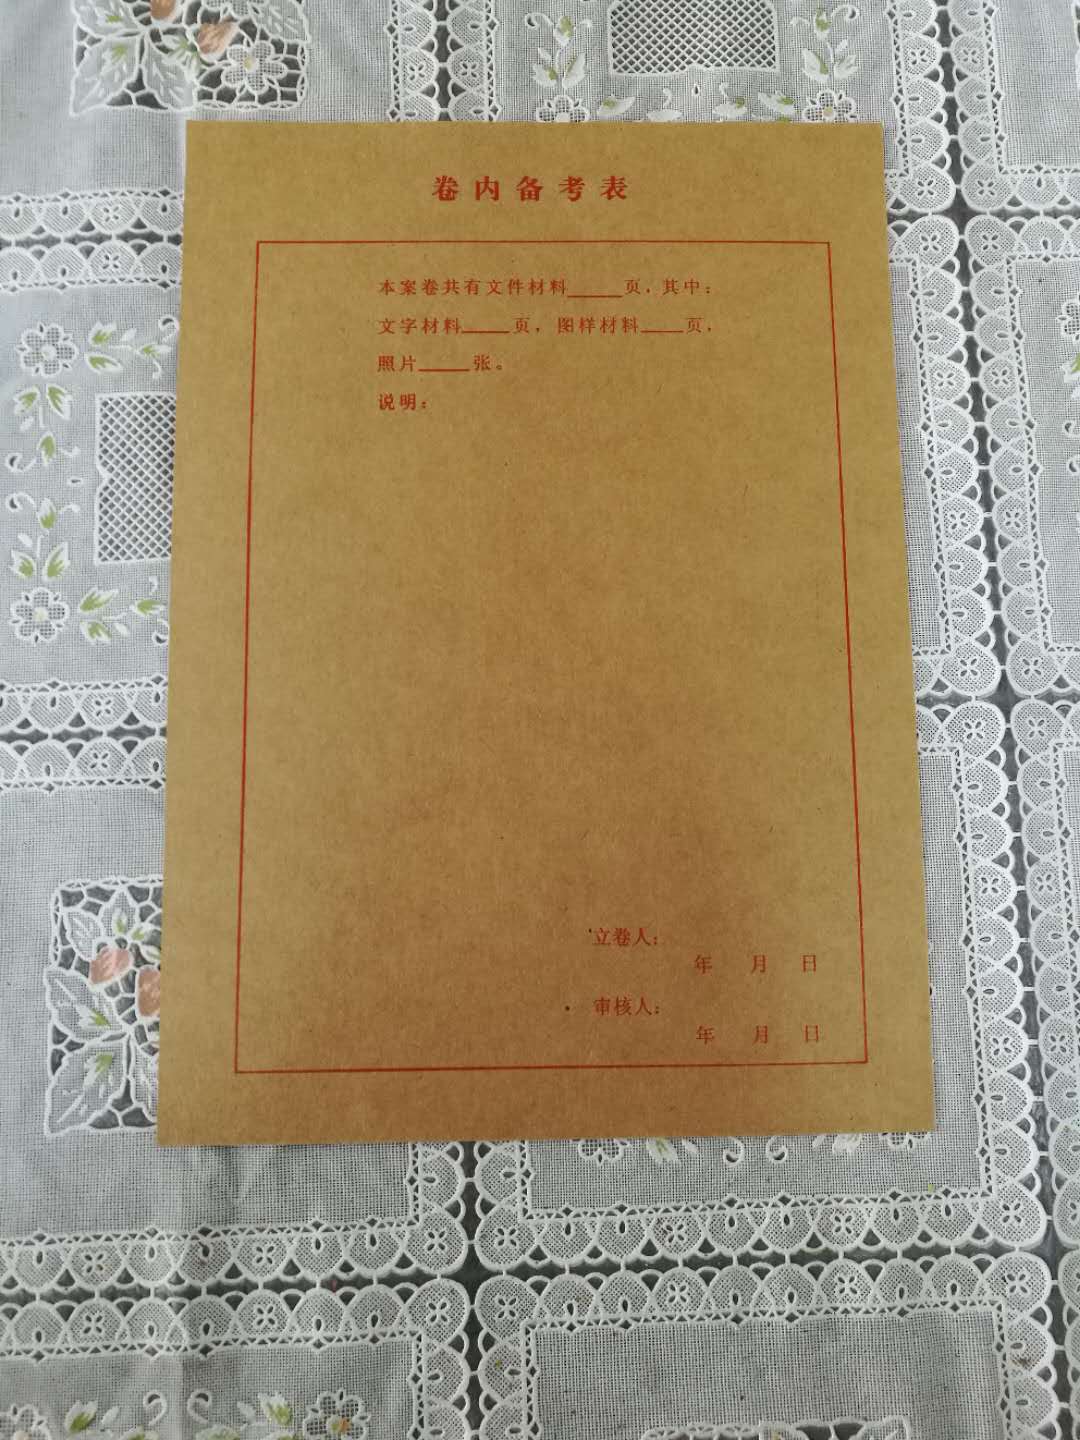 卷内备考表
本案卷共有文件材料_____页，其中：
文字材料_____页，图样材料____页，
照片_____张。
说明：
立卷人：
年 月 日
审核人：
年 月 日